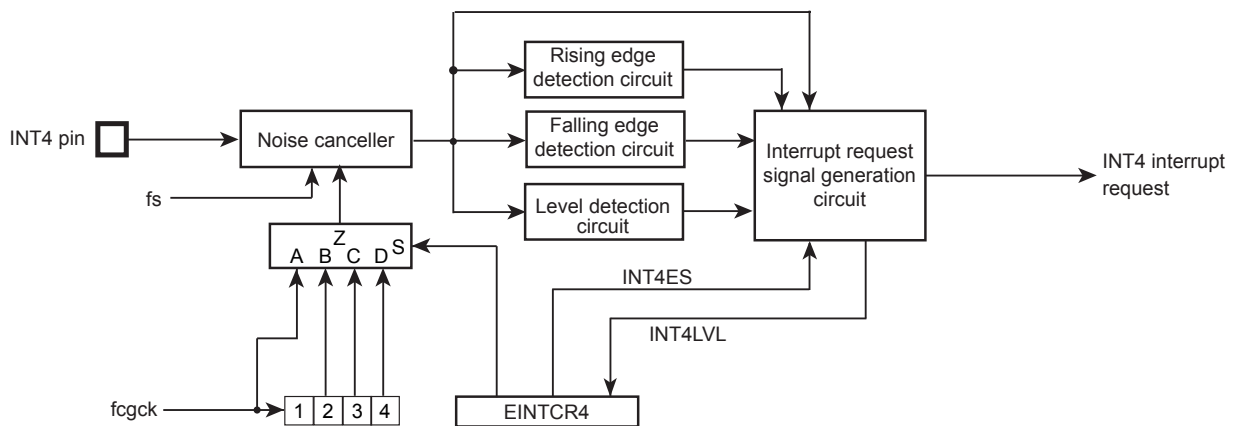 Rising edge
detection circuit
INT4 pin
Noise canceller
Falling edge
detection circuit
Interrupt request
signal generation
circuit
INT4 interrupt
request
fs
Level detection
circuit
Z
S
A B C D
INT4ES
INT4LVL
fcgck
1 2 3 4
EINTCR4